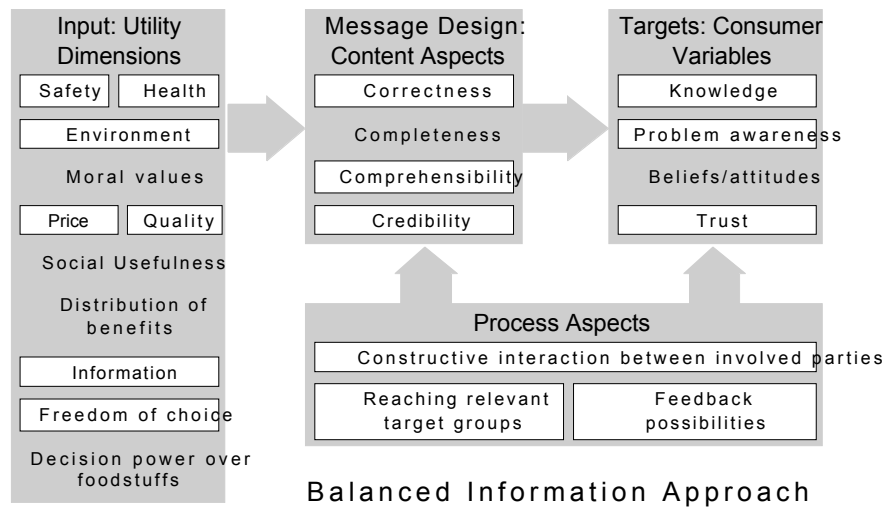 Input: Utility
Dimensions
Safety
Health
Environment
Moral values
Price
Quality
Social Usefulness
Distribution of
benefits
Information
Freedom of choice
Decision power over
foodstuffs
Message Design:
Content Aspects
Correctness
Completeness
Comprehensibility
Credibility
Targets: Consumer
Variables
Knowledge
Problem awareness
Beliefs/attitudes
Trust
Process Aspects
Constructive interaction between involved parties
Reaching relevant
target groups
Feedback
possibilities
Balanced Information Approach